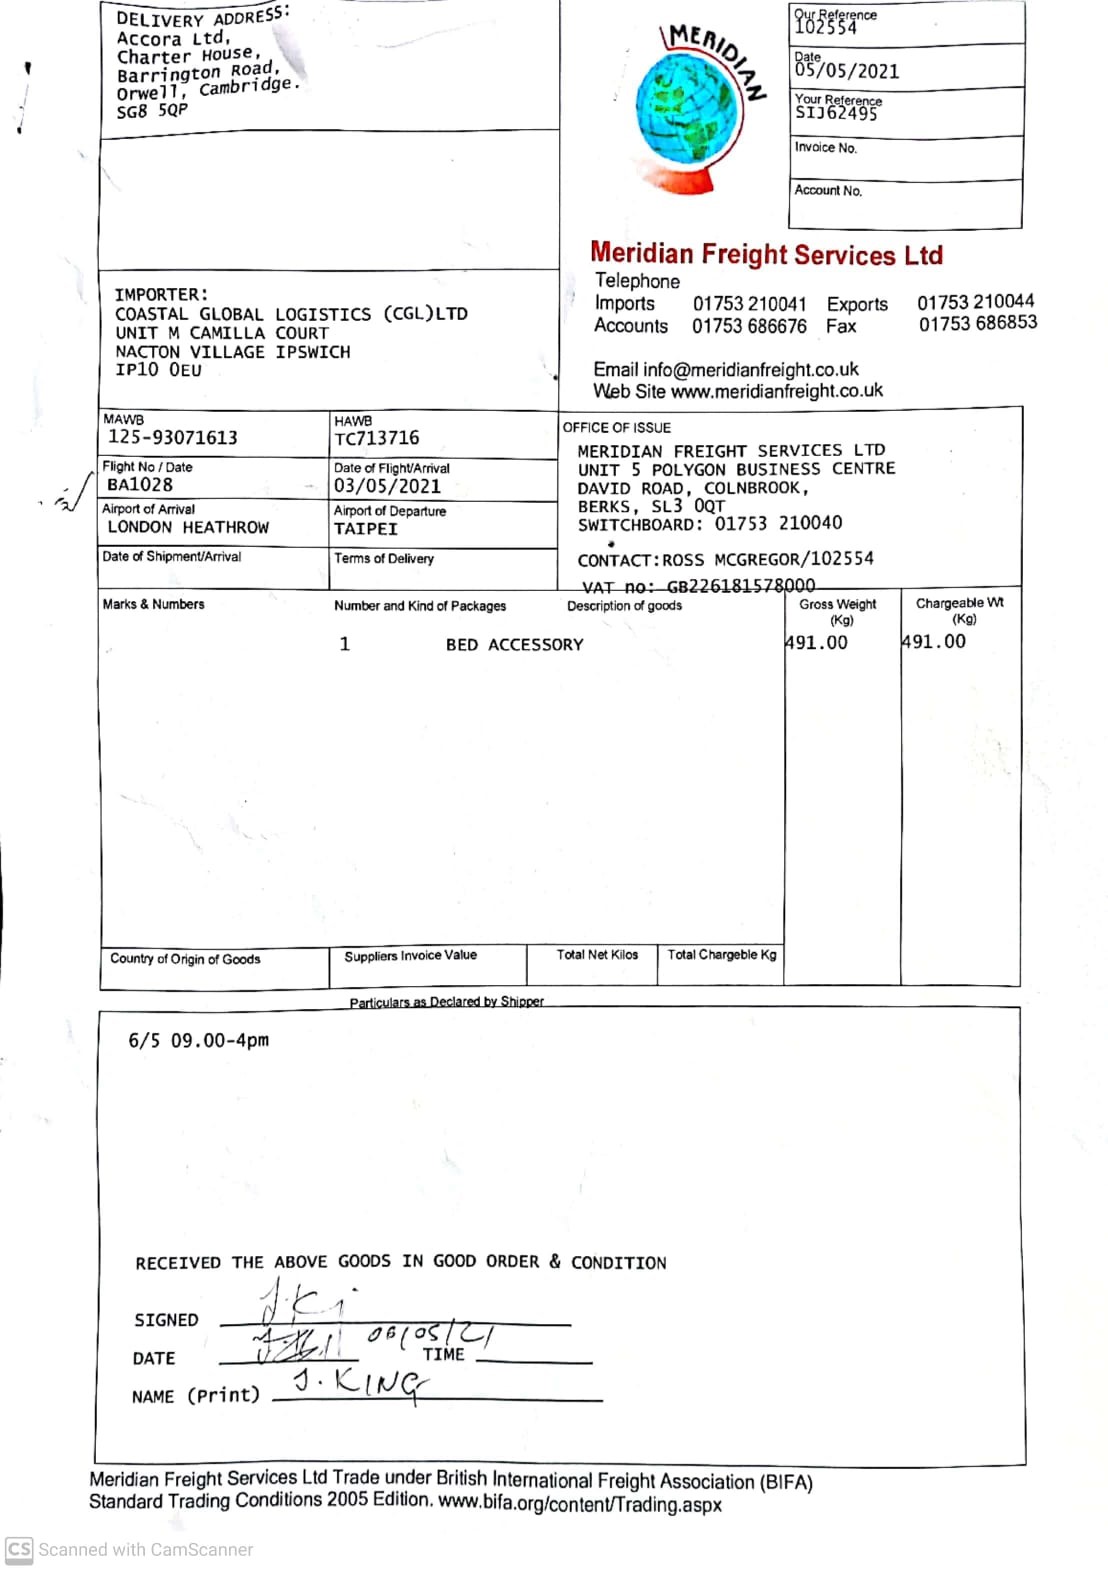 DELIVERY ADDRESS:
Accora Ltd,
Charter House,
Barrington Road,
Orwell, Cambridge.
SG8 5QP
MERIDIAN
Our Reference
102554
Date
05/05/2021
Your Reference
SIJ62495
Invoice No.
Account No.
Meridian Freight Services Ltd
Telephone
Imports 01753 210041 Exports 01753 210044
Accounts 01753 686676 Fax 01753 686853
Email info@meridianfreight.co.uk
Web Site www.meridianfreight.co.uk
IMPORTER:
COASTAL GLOBAL LOGISTICS (CGL)LTD
UNIT M CAMILLA COURT
NACTON VILLAGE IPSWICH
IP10 0EU
MAWB
125-93071613
HAWB
TC713716
Flight No / Date
BA1028
Date of Flight/Arrival
03/05/2021
Airport of Arrival
LONDON HEATHROW
Airport of Departure
TAIPEI
Date of Shipment/Arrival
Terms of Delivery
OFFICE OF ISSUE
MERIDIAN FREIGHT SERVICES LTD
UNIT 5 POLYGON BUSINESS CENTRE
DAVID ROAD, COLNBROOK,
BERKS, SL3 0QT
SWITCHBOARD: 01753 210040
CONTACT:ROSS MCGREGOR/102554
VAT no: GB226181578000
Marks & Numbers
Number and Kind of Packages
Description of goods
Gross Weight
(Kg)
Chargeable Wt
(Kg)
1 BED ACCESSORY 491.00 491.00
Country of Origin of Goods
Suppliers Invoice Value
Total Net Kilos
Total Chargeble Kg
Particulars as Declared by Shipper
6/5 09.00-4pm
RECEIVED THE ABOVE GOODS IN GOOD ORDER & CONDITION
SIGNED
DATE 06/05/21 TIME
NAME (Print) J. KING
Meridian Freight Services Ltd Trade under British International Freight Association (BIFA)
Standard Trading Conditions 2005 Edition. www.bifa.org/content/Trading.aspx
CS Scanned with CamScanner